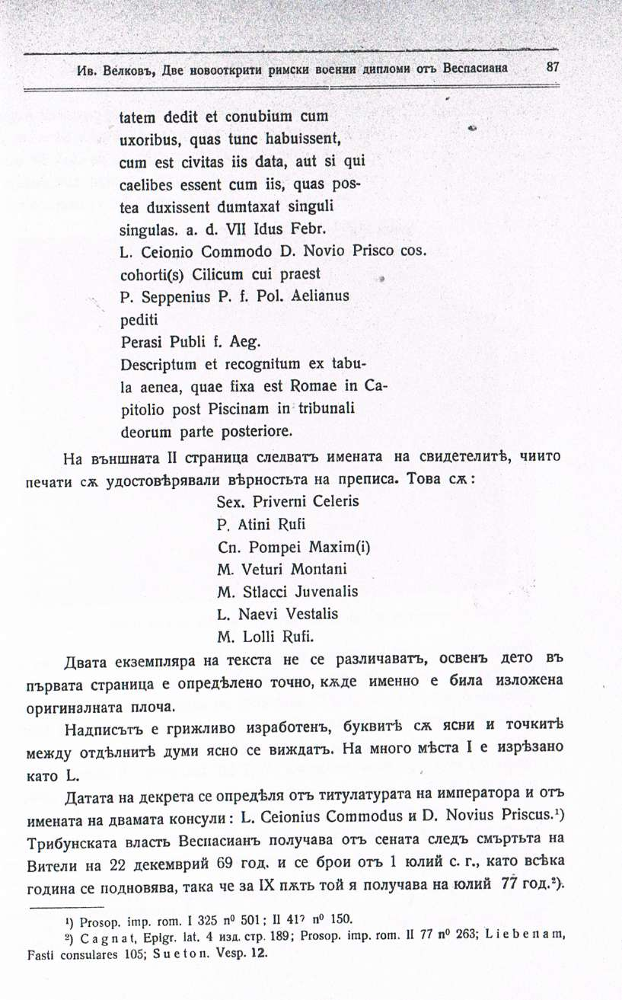 Ив. Велковъ, Две новооткрити римски военни дипломи отъ Веспасиана 87
tatem dedit et conubium cum
uxoribus, quas tunc habuissent,
cum est civitas iis data, aut si qui
caelibes essent cum iis, quas pos-
tea duxissent dumtaxat singuli
singulas. a. d. VII Idus Febr.
L. Ceionio Commodo D. Novio Prisco cos.
cohorti(s) Cilicum cui praest
P. Seppenius P. f. Pol. Aelianus
pediti
Perasi Publi f. Aeg.
Descriptum et recognitum ex tabu-
la aenea, quae fixa est Romae in Ca-
pitolio post Piscinam in tribunali
deorum parte posteriore.
На външната II страница следватъ имената на свидетелитѣ, чиито
печати сѫ удостовѣрявали вѣрностьта на преписа. Това сѫ:
Sex. Priverni Celeris
P. Atini Rufi
Cn. Pompei Maxim(i)
M. Veturi Montani
M. Stlacci Juvenalis
L. Naevi Vestalis
M. Lolli Rufi.
Двата екземпляра на текста не се различаватъ, освенъ дето въ
първата страница е опредѣлено точно, кѫде именно е била изложена
оригиналната плоча.
Надписътъ е грижливо изработенъ, буквитѣ сѫ ясни и точкитѣ
между отдѣлнитѣ думи ясно се виждатъ. На много мѣста I е изрѣзано
като L.
Датата на декрета се опредѣля отъ титулатурата на императора и отъ
имената на двамата консули: L. Ceionius Commodus и D. Novius Priscus.¹)
Трибунската власть Веспасианъ получава отъ сената следъ смъртьта на
Вители на 22 декемврий 69 год. и се брои отъ 1 юлий с. г., като всѣка
година се подновява, така че за IX пѫть той я получава на юлий 77 год.²).
¹) Prosop. imp. rom. I 325 nº 501; II 417 nº 150.
²) Cagnat, Epigr. lat. 4 изд. стр. 189; Prosop. imp. rom. II 77 nº 263; Liebenam,
Fasti consulares 105; Sueton. Vesp. 12.